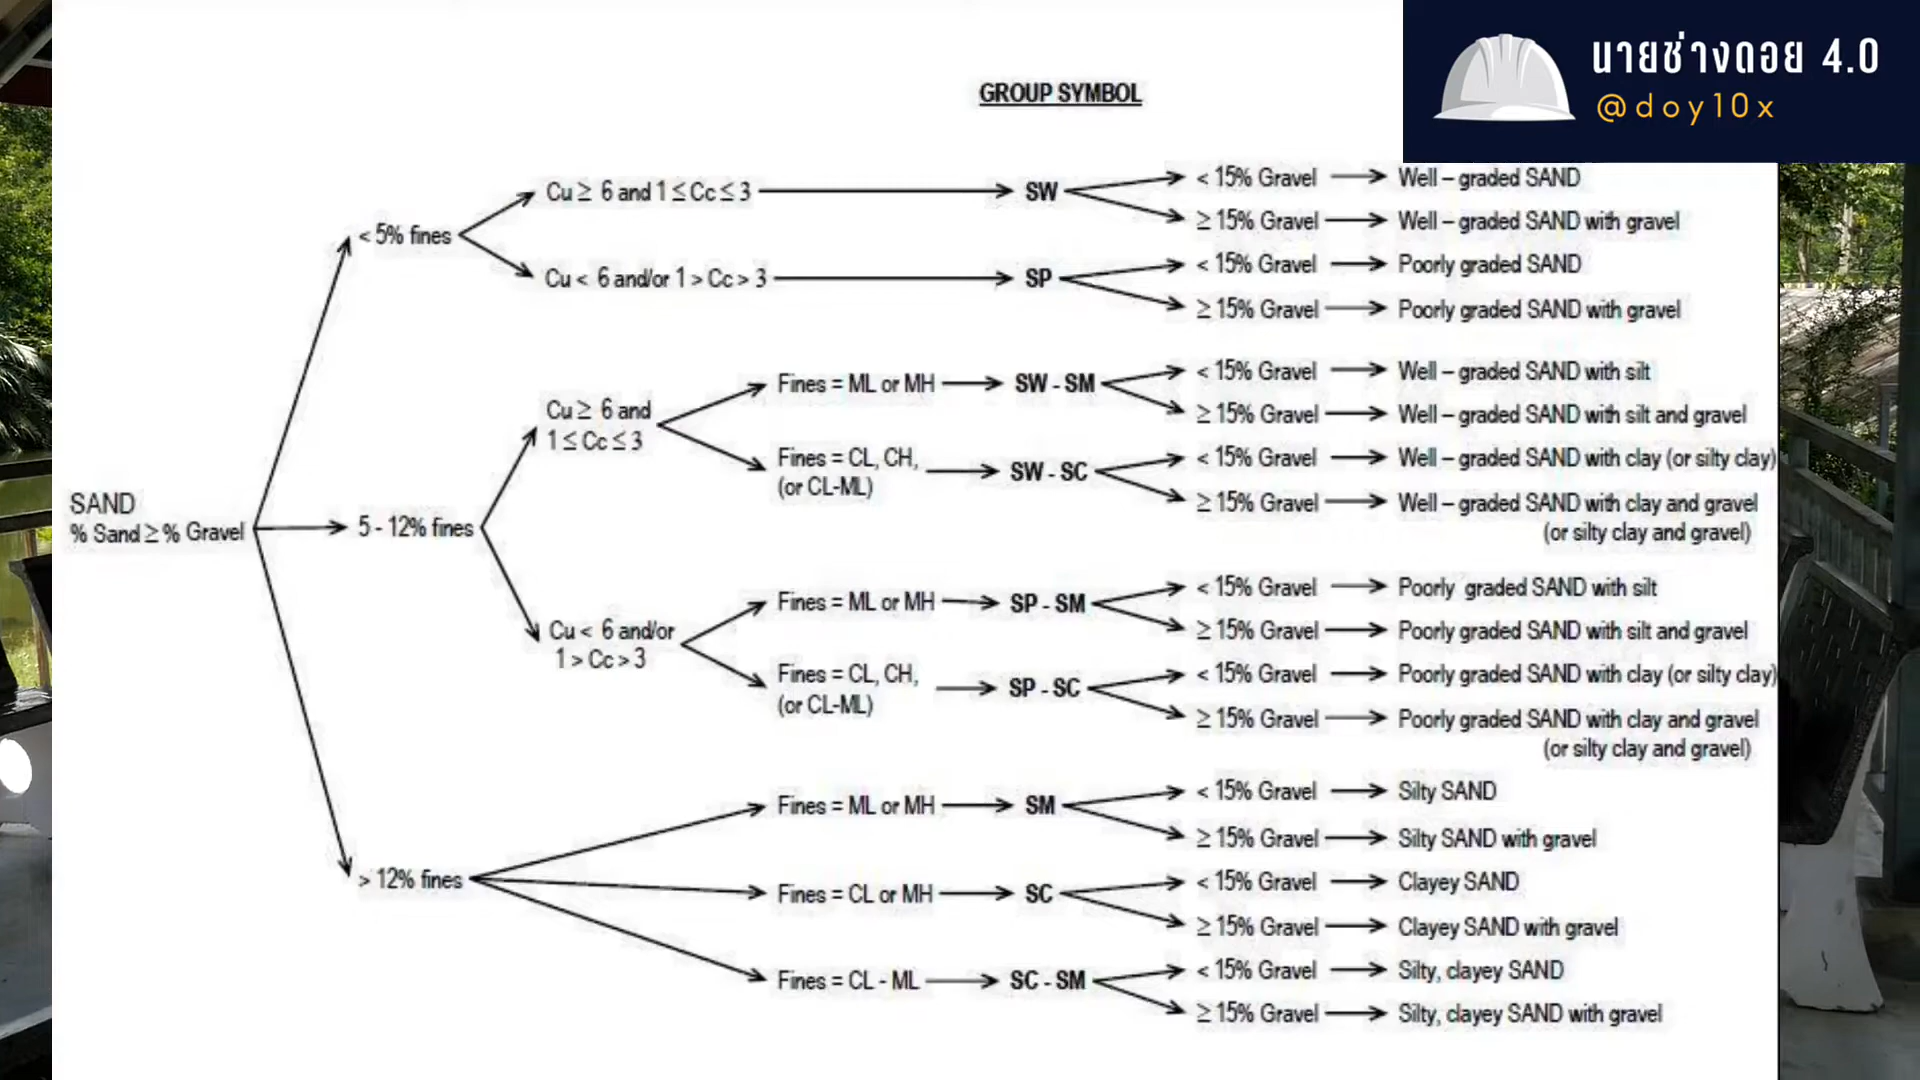 นายช่างดอย 4.0
@doy10x
GROUP SYMBOL
Cu ≥ 6 and 1 ≤ Cc ≤ 3
SW
< 15% Gravel
Well – graded SAND
≥ 15% Gravel
Well – graded SAND with gravel
< 5% fines
Cu < 6 and/or 1 > Cc > 3
SP
< 15% Gravel
Poorly graded SAND
≥ 15% Gravel
Poorly graded SAND with gravel
Cu ≥ 6 and
1 ≤ Cc ≤ 3
Fines = ML or MH
SW - SM
< 15% Gravel
Well – graded SAND with silt
≥ 15% Gravel
Well – graded SAND with silt and gravel
Fines = CL, CH,
(or CL-ML)
SW - SC
< 15% Gravel
Well – graded SAND with clay (or silty clay)
≥ 15% Gravel
Well – graded SAND with clay and gravel
(or silty clay and gravel)
SAND
% Sand ≥ % Gravel
5 - 12% fines
Cu < 6 and/or
1 > Cc > 3
Fines = ML or MH
SP - SM
< 15% Gravel
Poorly graded SAND with silt
≥ 15% Gravel
Poorly graded SAND with silt and gravel
Fines = CL, CH,
(or CL-ML)
SP - SC
< 15% Gravel
Poorly graded SAND with clay (or silty clay)
≥ 15% Gravel
Poorly graded SAND with clay and gravel
(or silty clay and gravel)
> 12% fines
Fines = ML or MH
SM
< 15% Gravel
Silty SAND
≥ 15% Gravel
Silty SAND with gravel
Fines = CL or MH
SC
< 15% Gravel
Clayey SAND
≥ 15% Gravel
Clayey SAND with gravel
Fines = CL - ML
SC - SM
< 15% Gravel
Silty, clayey SAND
≥ 15% Gravel
Silty, clayey SAND with gravel